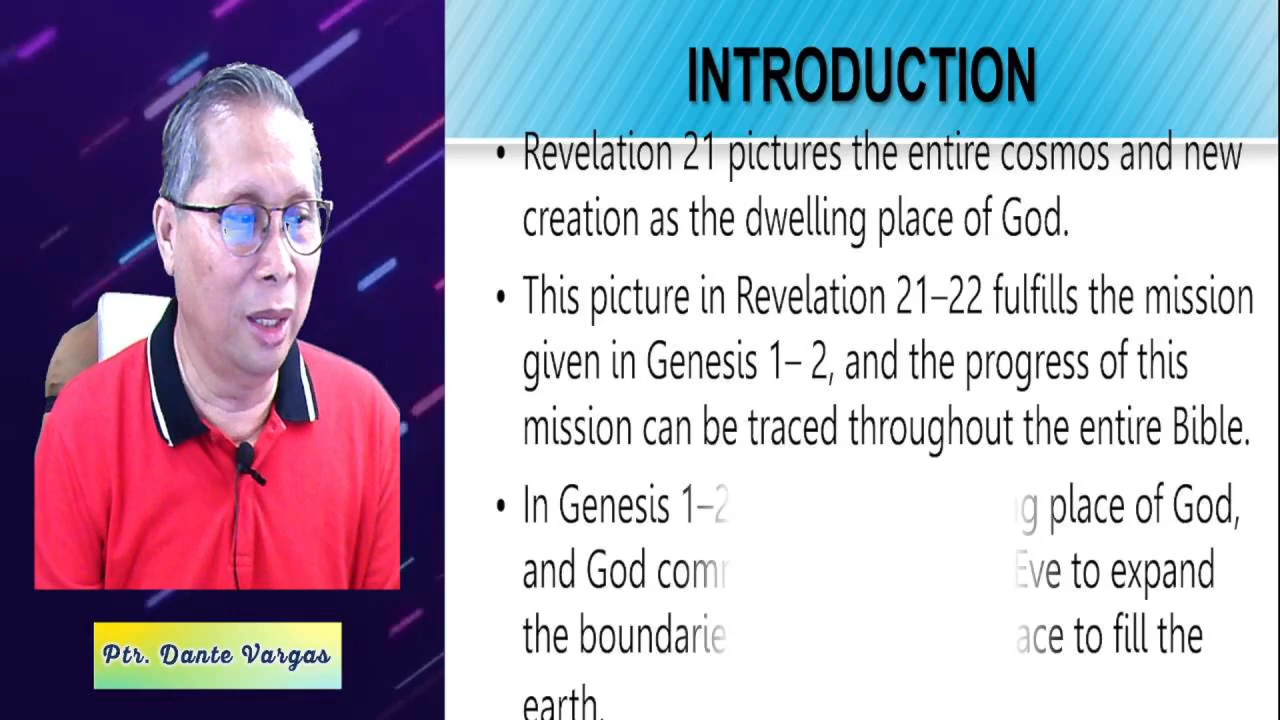 INTRODUCTION
• Revelation 21 pictures the entire cosmos and new
creation as the dwelling place of God.
• This picture in Revelation 21–22 fulfills the mission
given in Genesis 1– 2, and the progress of this
mission can be traced throughout the entire Bible.
• In Genesis 1–2 place of God,
and God Eve to expand
the to fill the
earth.
Ptr. Dante Vargas